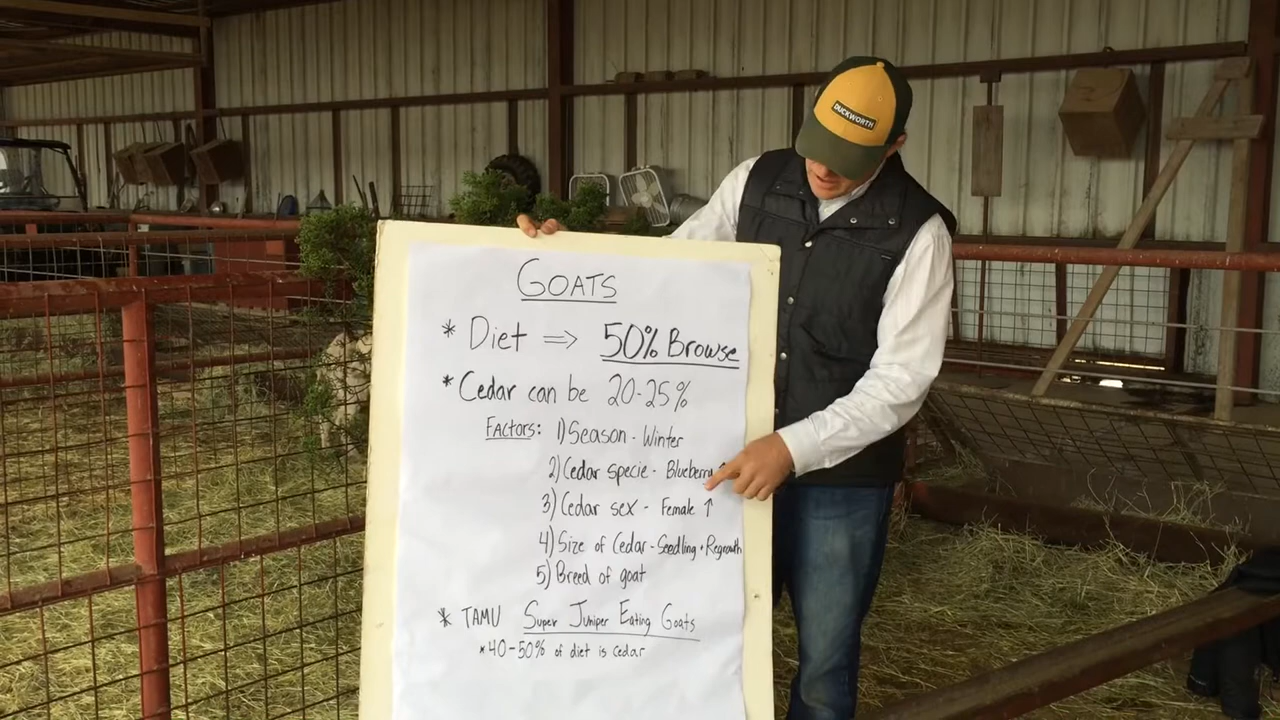 DUCKWORTH
GOATS
* Diet ⇒ 50% Browse
* Cedar can be 20-25%
FACTORS: 1) Season - Winter
2) Cedar specie - Blueberry ↑
3) Cedar sex - Female ↑
4) Size of Cedar - Seedling • Regrowth
5) Breed of goat
* TAMU Super Juniper Eating Goats
* 40-50% of diet is cedar